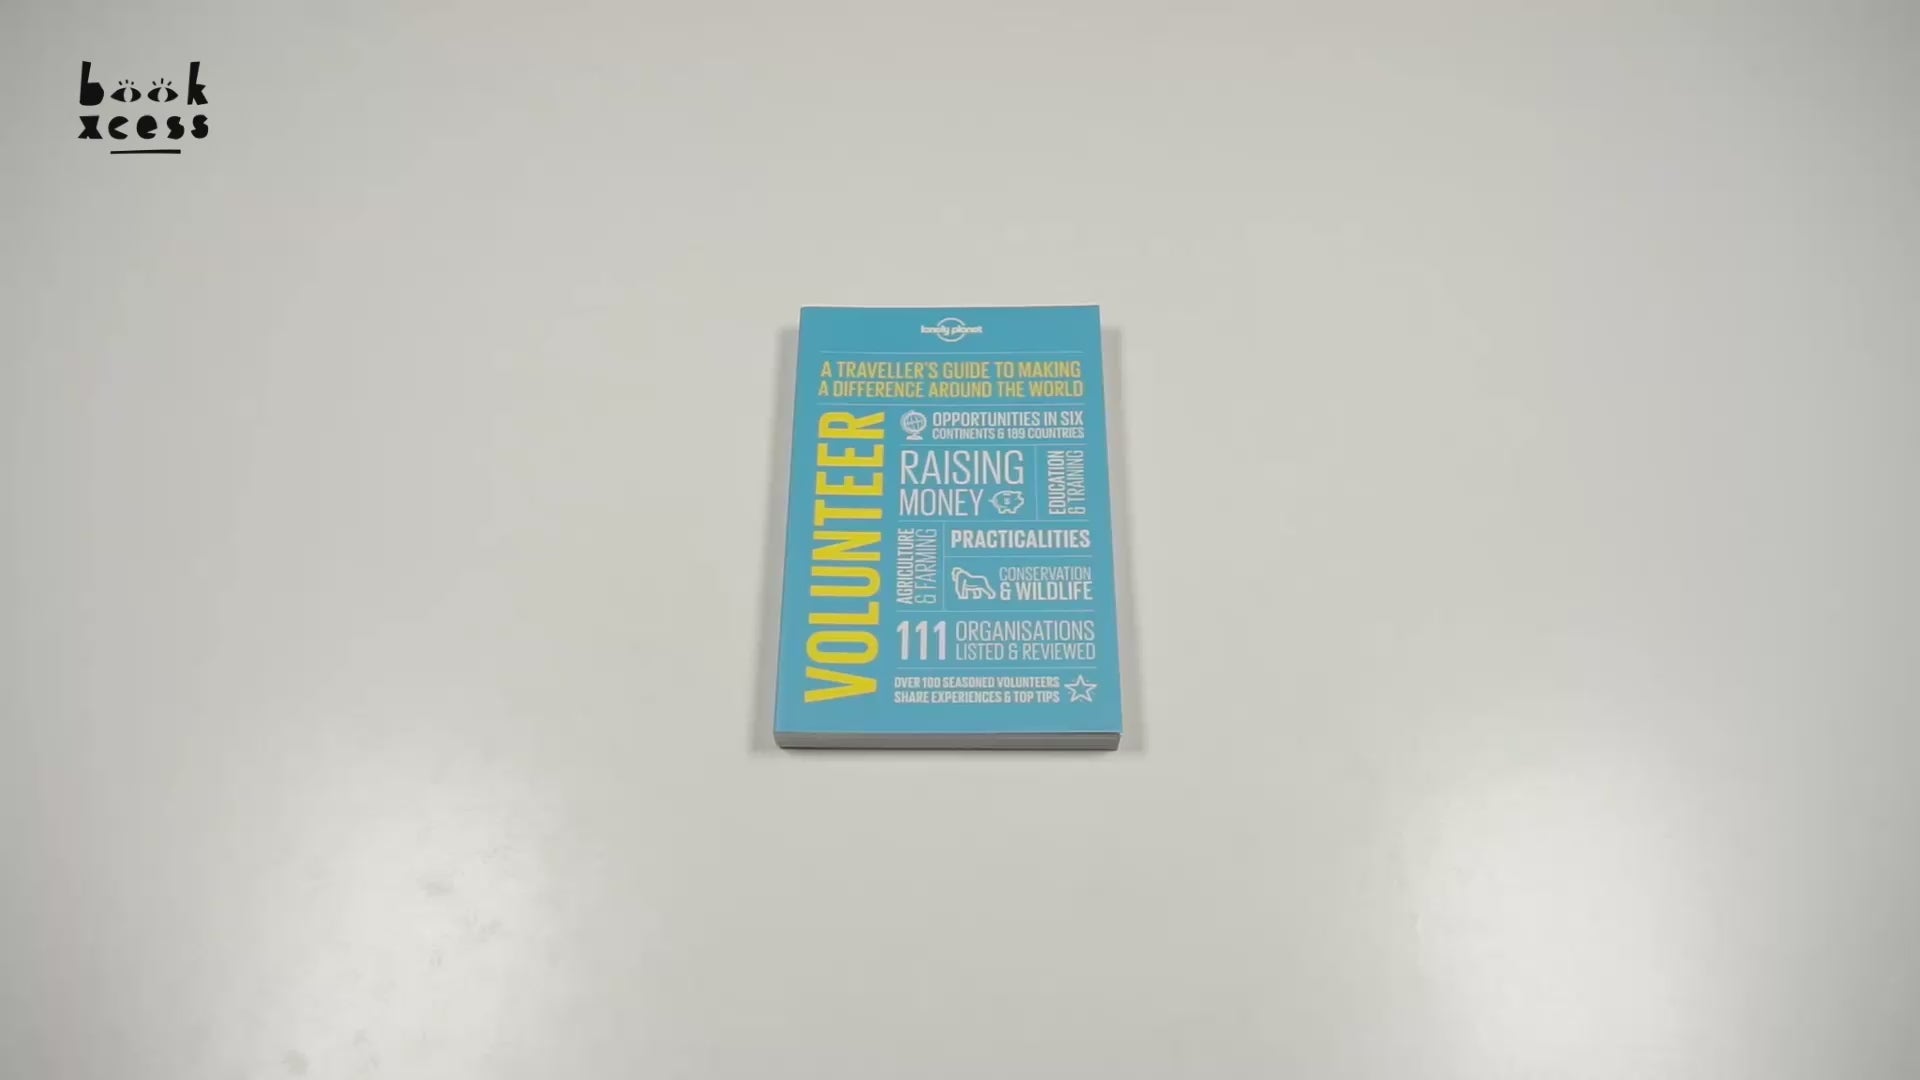 book
xcess
lonely planet
A TRAVELLER'S GUIDE TO MAKING
A DIFFERENCE AROUND THE WORLD
VOLUNTEER
OPPORTUNITIES IN SIX
CONTINENTS & 189 COUNTRIES
RAISING
MONEY
EDUCATION
& TRAINING
AGRICULTURE
& FARMING
PRACTICALITIES
CONSERVATION
& WILDLIFE
111 ORGANISATIONS
LISTED & REVIEWED
OVER 100 SEASONED VOLUNTEERS
SHARE EXPERIENCES & TOP TIPS